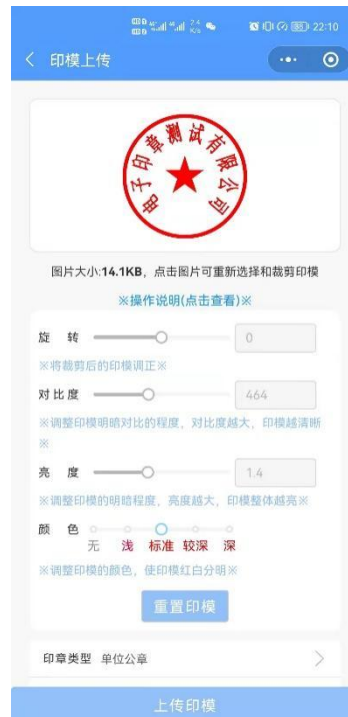 2.4 K/s 22:10
印模上传
电子印章测试有限公司
图片大小:14.1KB，点击图片可重新选择和裁剪印模
※操作说明(点击查看)※
旋 转 0
※将裁剪后的印模调正※
对比度 464
※调整印模明暗对比的程度，对比度越大，印模越清晰
※
亮 度 1.4
※调整印模的明暗程度，亮度越大，印模整体越亮※
颜 色
无 浅 标准 较深 深
※调整印模的颜色，使印模红白分明※
重置印模
印章类型 单位公章
上传印模